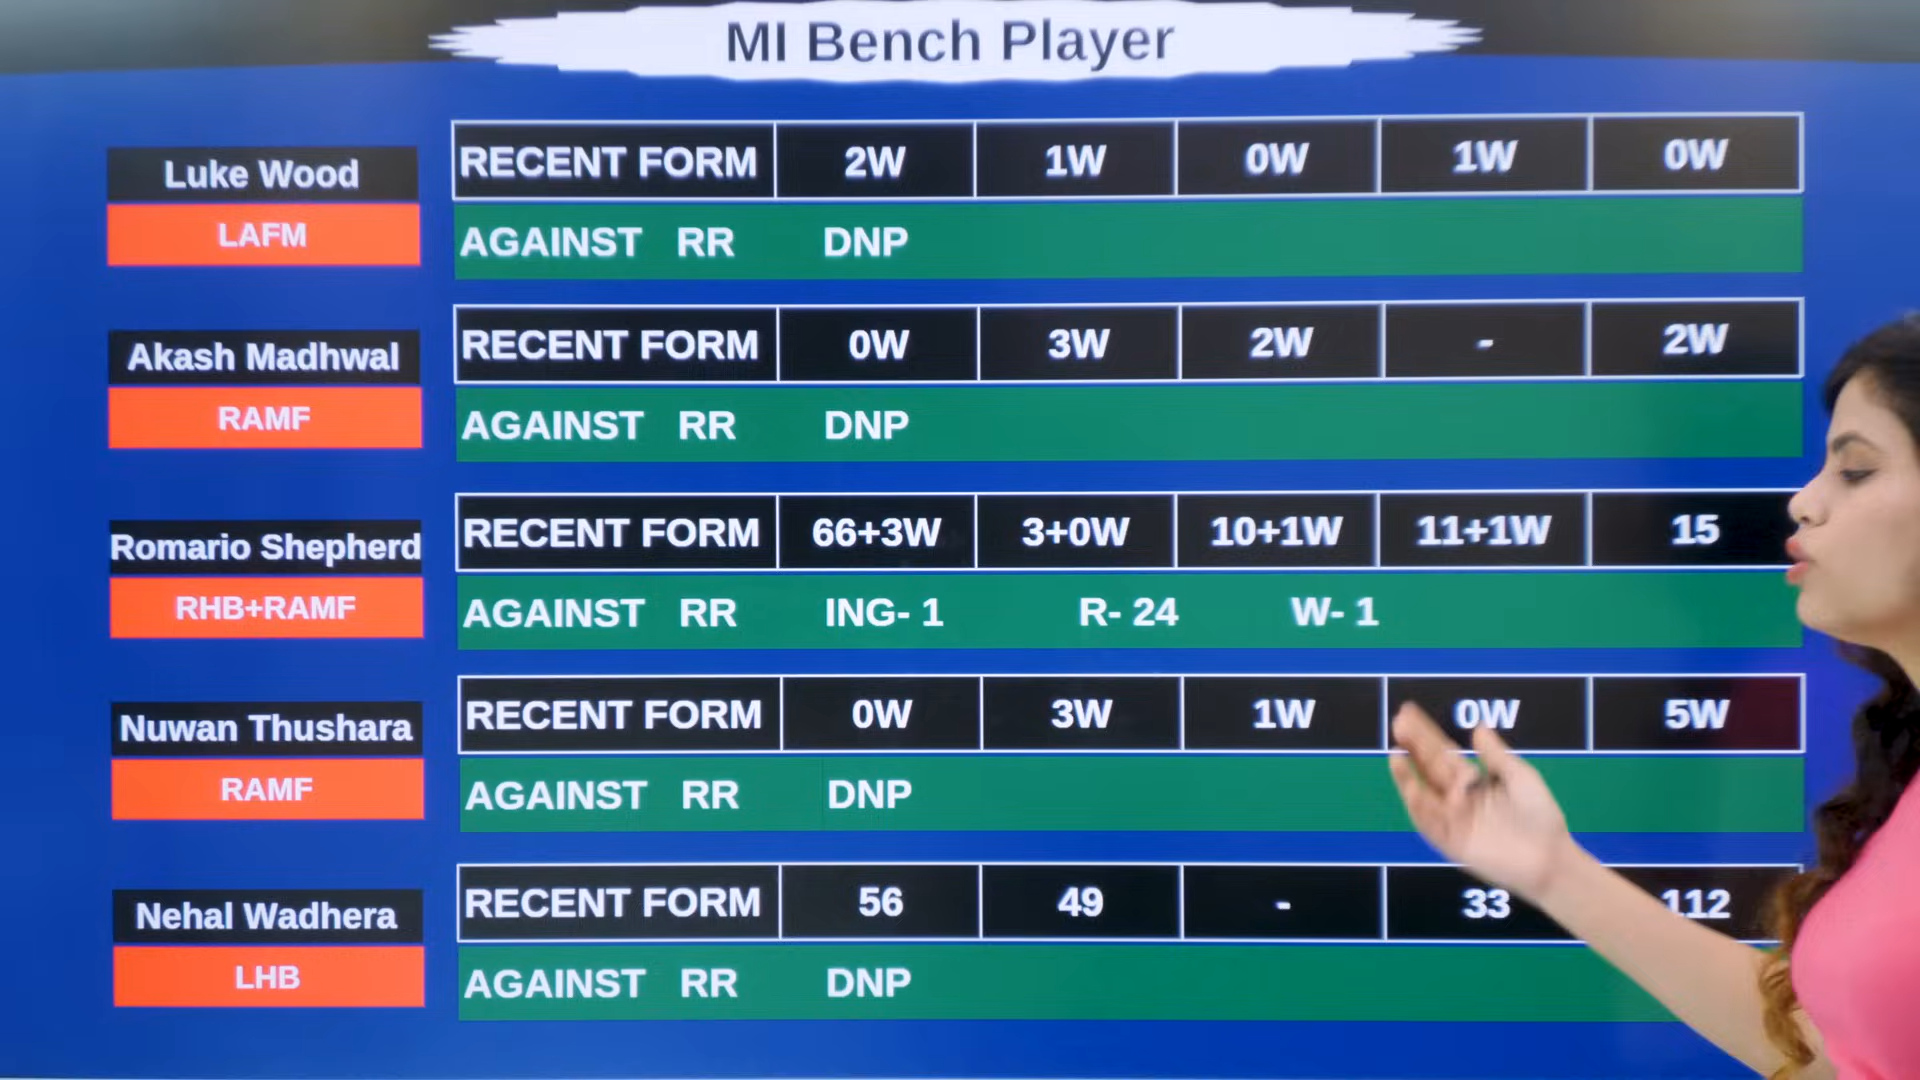 MI Bench Player
Luke Wood
LAFM
RECENT FORM 2W 1W 0W 1W 0W
AGAINST RR DNP
Akash Madhwal
RAMF
RECENT FORM 0W 3W 2W - 2W
AGAINST RR DNP
Romario Shepherd
RHB+RAMF
RECENT FORM 66+3W 3+0W 10+1W 11+1W 15
AGAINST RR ING- 1 R- 24 W- 1
Nuwan Thushara
RAMF
RECENT FORM 0W 3W 1W 0W 5W
AGAINST RR DNP
Nehal Wadhera
LHB
RECENT FORM 56 49 - 33 112
AGAINST RR DNP